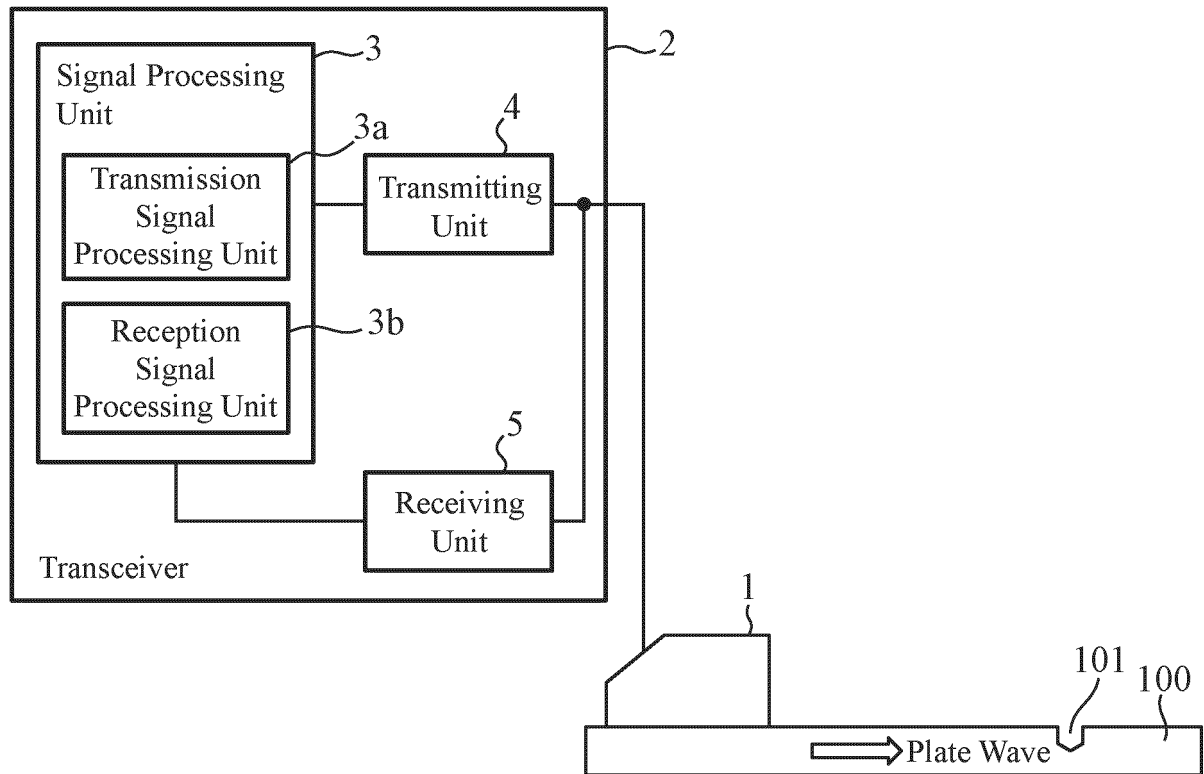 3
2
Signal Processing
Unit
3a
4
Transmission
Signal
Processing Unit
Transmitting
Unit
3b
Reception
Signal
Processing Unit
5
Receiving
Unit
Transceiver
1
101
100
Plate Wave